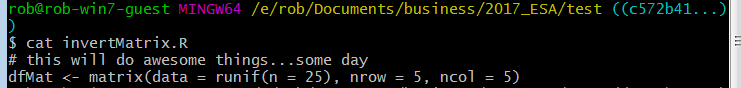 rob@rob-win7-guest MINGW64 /e/rob/Documents/business/2017_ESA/test ((c572b41...)
)
$ cat invertMatrix.R
# this will do awesome things...some day
dfMat <- matrix(data = runif(n = 25), nrow = 5, ncol = 5)